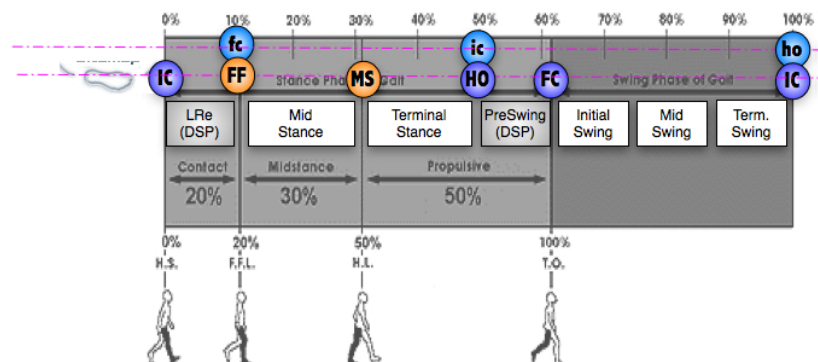 0% 10% 20% 30% 40% 50% 60% 70% 80% 90% 100%
fc ic ho
IC FF Stance Pha Gait MS HO FC Swing Phase of Gait IC
LRe (DSP)
Mid Stance
Terminal Stance
PreSwing (DSP)
Initial Swing
Mid Swing
Term. Swing
Contact Midstance Propulsive
20% 30% 50%
0% 20% 50% 100%
H.S. F.F.L. H.L. T.O.